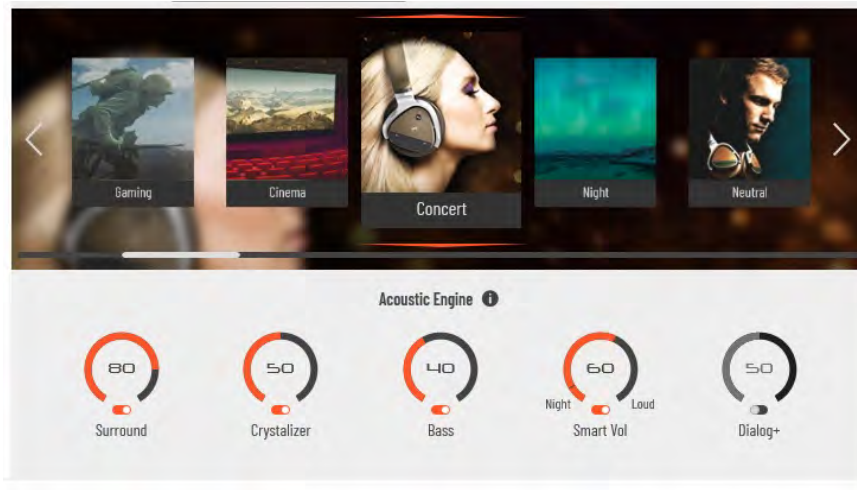 Gaming
Cinema
Concert
Night
Neutral
Acoustic Engine
80
50
40
60
50
Night
Loud
Surround
Crystalizer
Bass
Smart Vol
Dialog+